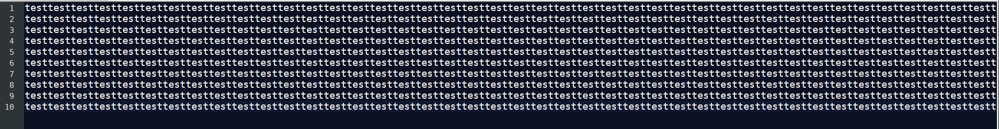 1 testtesttesttesttesttesttesttesttesttesttesttesttesttesttesttesttesttesttesttesttesttesttesttesttesttesttesttesttesttesttesttesttesttesttesttesttesttesttesttesttesttestt
2 testtesttesttesttesttesttesttesttesttesttesttesttesttesttesttesttesttesttesttesttesttesttesttesttesttesttesttesttesttesttesttesttesttesttesttesttesttesttesttesttesttestt
3 testtesttesttesttesttesttesttesttesttesttesttesttesttesttesttesttesttesttesttesttesttesttesttesttesttesttesttesttesttesttesttesttesttesttesttesttesttesttesttesttesttestt
4 testtesttesttesttesttesttesttesttesttesttesttesttesttesttesttesttesttesttesttesttesttesttesttesttesttesttesttesttesttesttesttesttesttesttesttesttesttesttesttesttesttestt
5 testtesttesttesttesttesttesttesttesttesttesttesttesttesttesttesttesttesttesttesttesttesttesttesttesttesttesttesttesttesttesttesttesttesttesttesttesttesttesttesttesttestt
6 testtesttesttesttesttesttesttesttesttesttesttesttesttesttesttesttesttesttesttesttesttesttesttesttesttesttesttesttesttesttesttesttesttesttesttesttesttesttesttesttesttestt
7 testtesttesttesttesttesttesttesttesttesttesttesttesttesttesttesttesttesttesttesttesttesttesttesttesttesttesttesttesttesttesttesttesttesttesttesttesttesttesttesttesttestt
8 testtesttesttesttesttesttesttesttesttesttesttesttesttesttesttesttesttesttesttesttesttesttesttesttesttesttesttesttesttesttesttesttesttesttesttesttesttesttesttesttesttestt
9 testtesttesttesttesttesttesttesttesttesttesttesttesttesttesttesttesttesttesttesttesttesttesttesttesttesttesttesttesttesttesttesttesttesttesttesttesttesttesttesttesttestt
10 testtesttesttesttesttesttesttesttesttesttesttesttesttesttesttesttesttesttesttesttesttesttesttesttesttesttesttesttesttesttesttesttesttesttesttesttesttesttesttesttesttestt